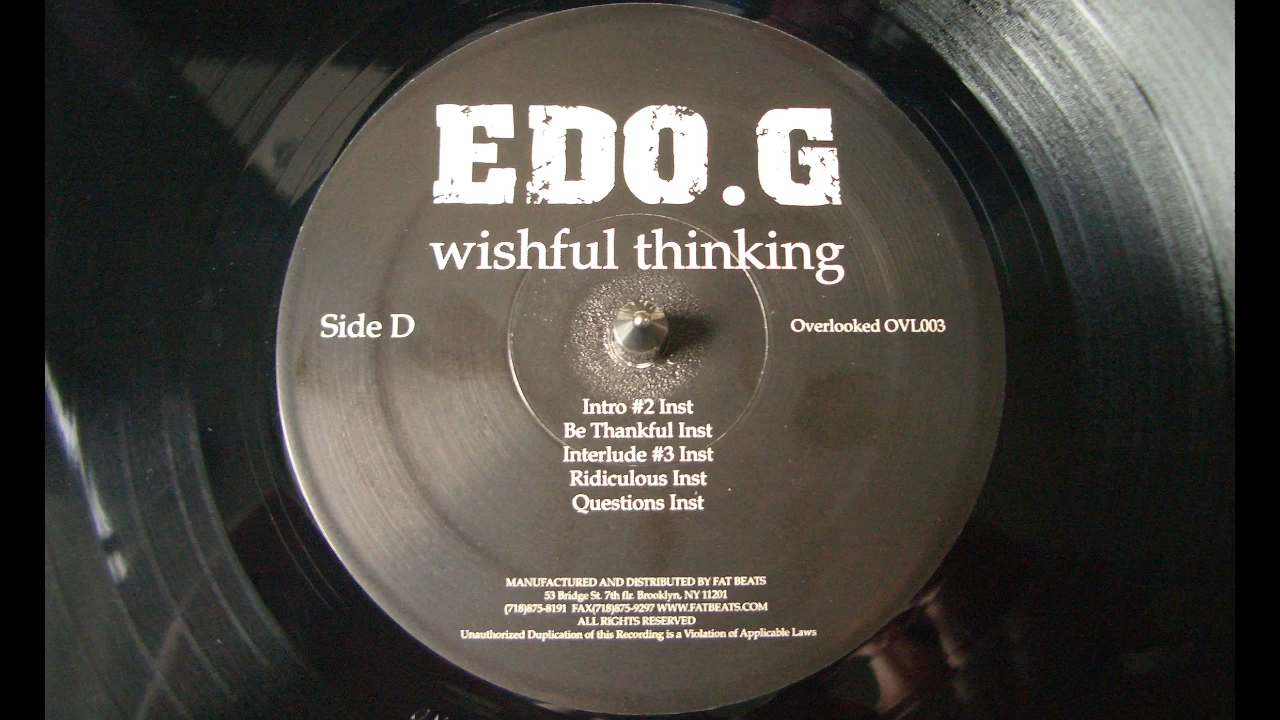 EDO.G
wishful thinking
Side D
Overlooked OVL003
Intro #2 Inst
Be Thankful Inst
Interlude #3 Inst
Ridiculous Inst
Questions Inst
MANUFACTURED AND DISTRIBUTED BY FAT BEATS
53 Bridge St. 7th flr. Brooklyn, NY 11201
(718)875-8191 FAX(718)875-9297 WWW.FATBEATS.COM
ALL RIGHTS RESERVED
Unauthorized Duplication of this Recording is a Violation of Applicable Laws